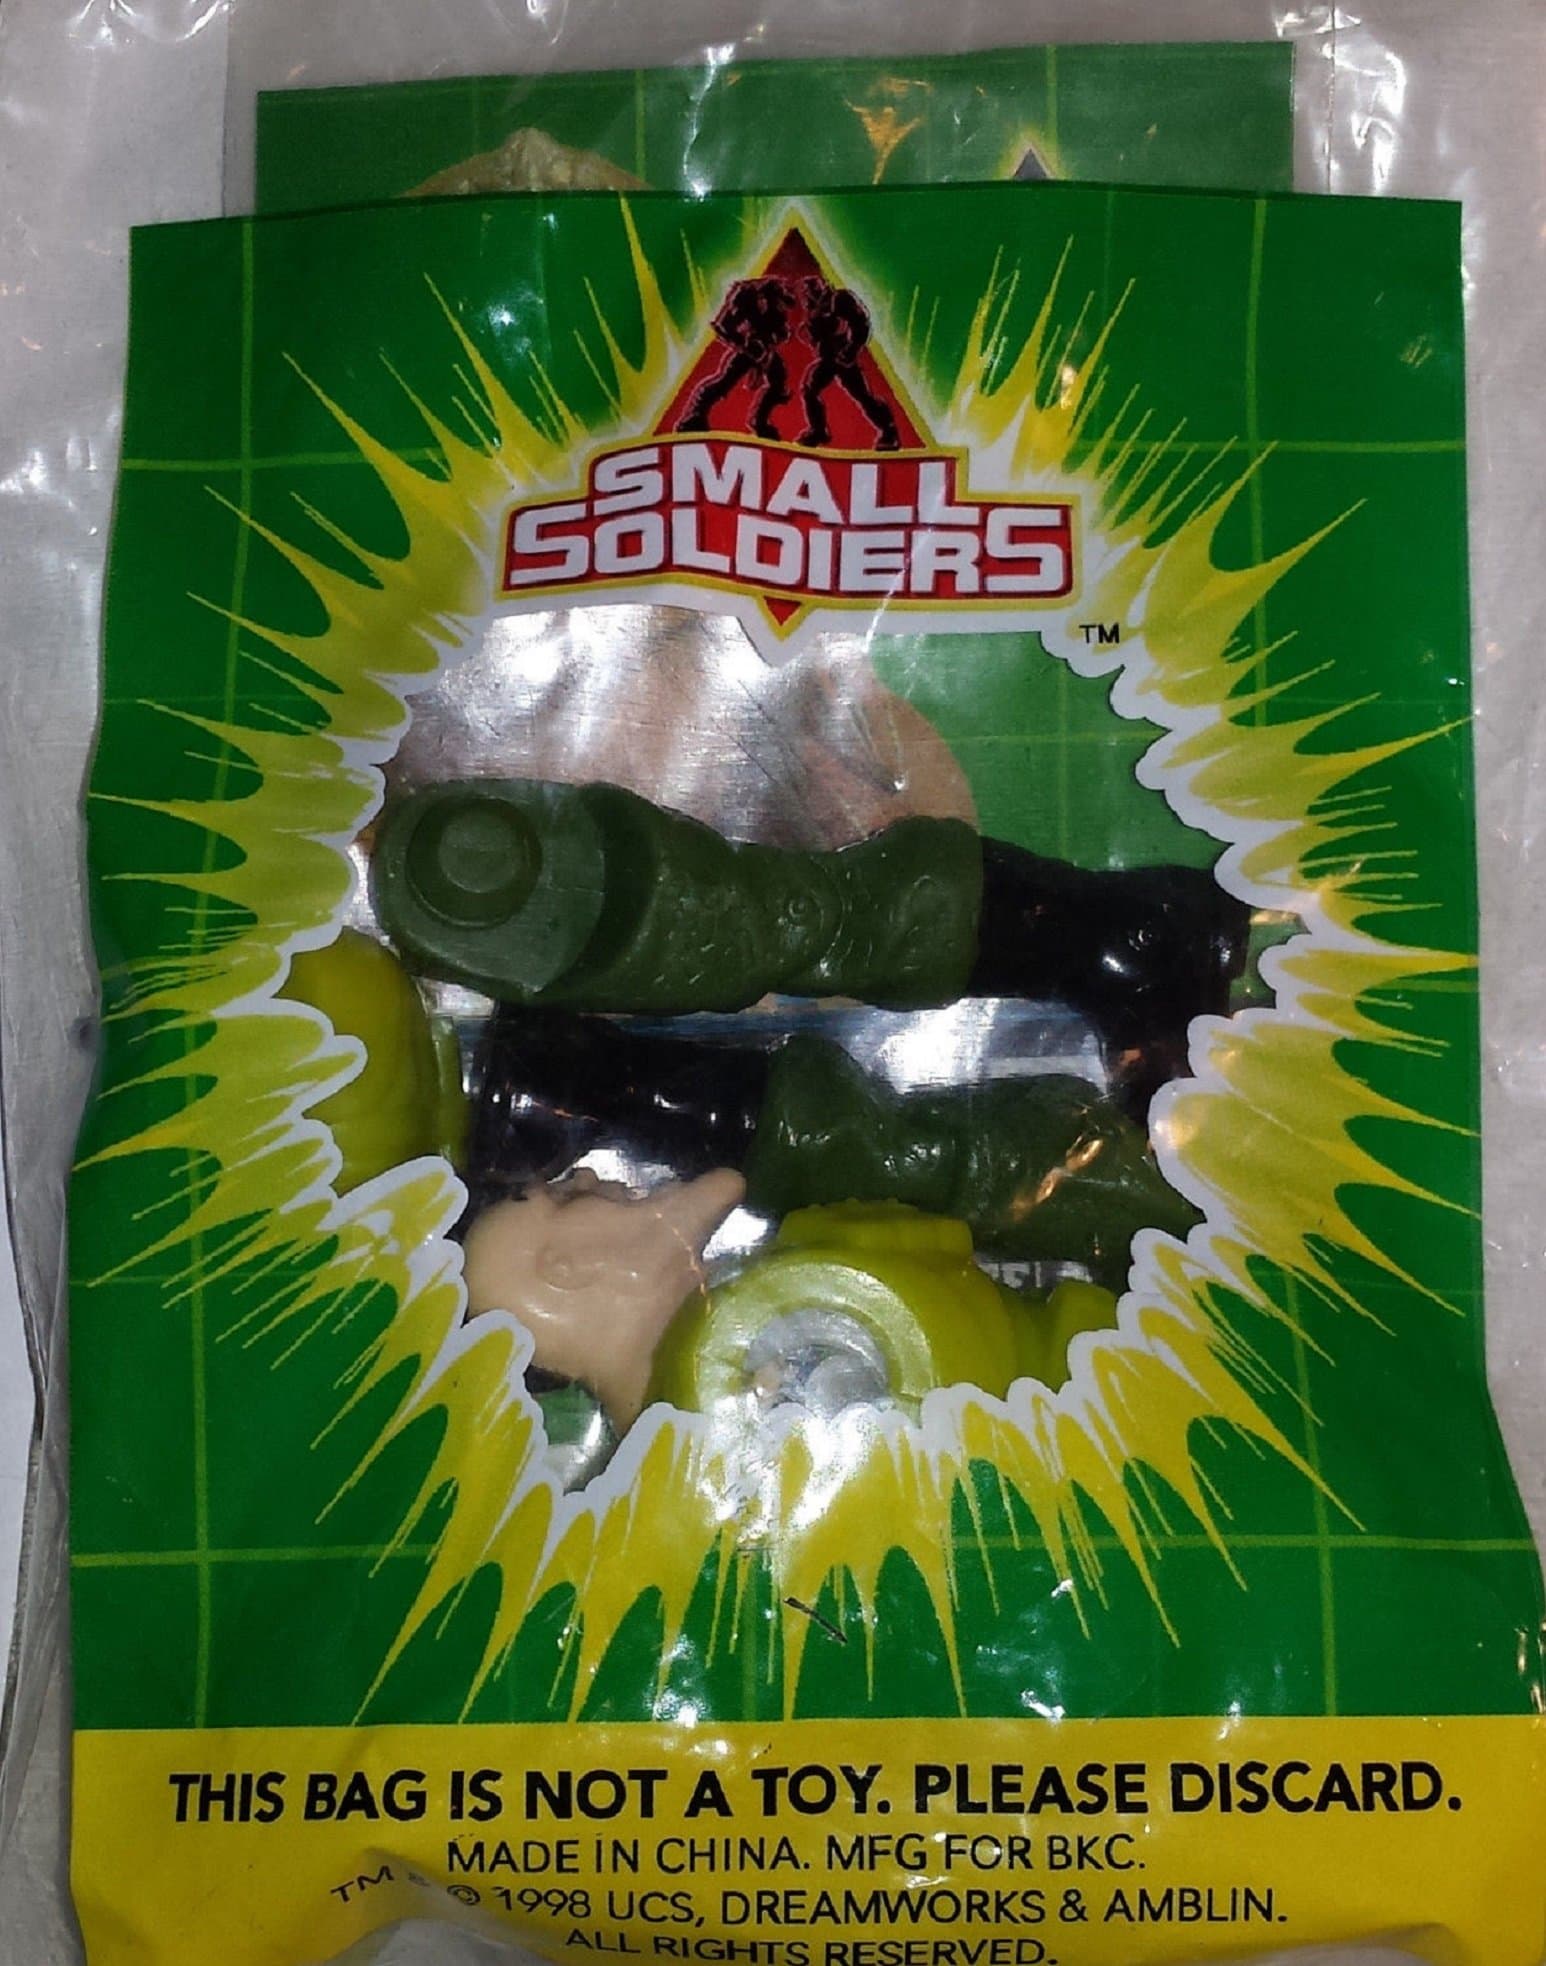 SMALL
SOLDIERS
TM
THIS BAG IS NOT A TOY. PLEASE DISCARD.
MADE IN CHINA. MFG FOR BKC.
TM & © 1998 UCS, DREAMWORKS & AMBLIN.
ALL RIGHTS RESERVED.